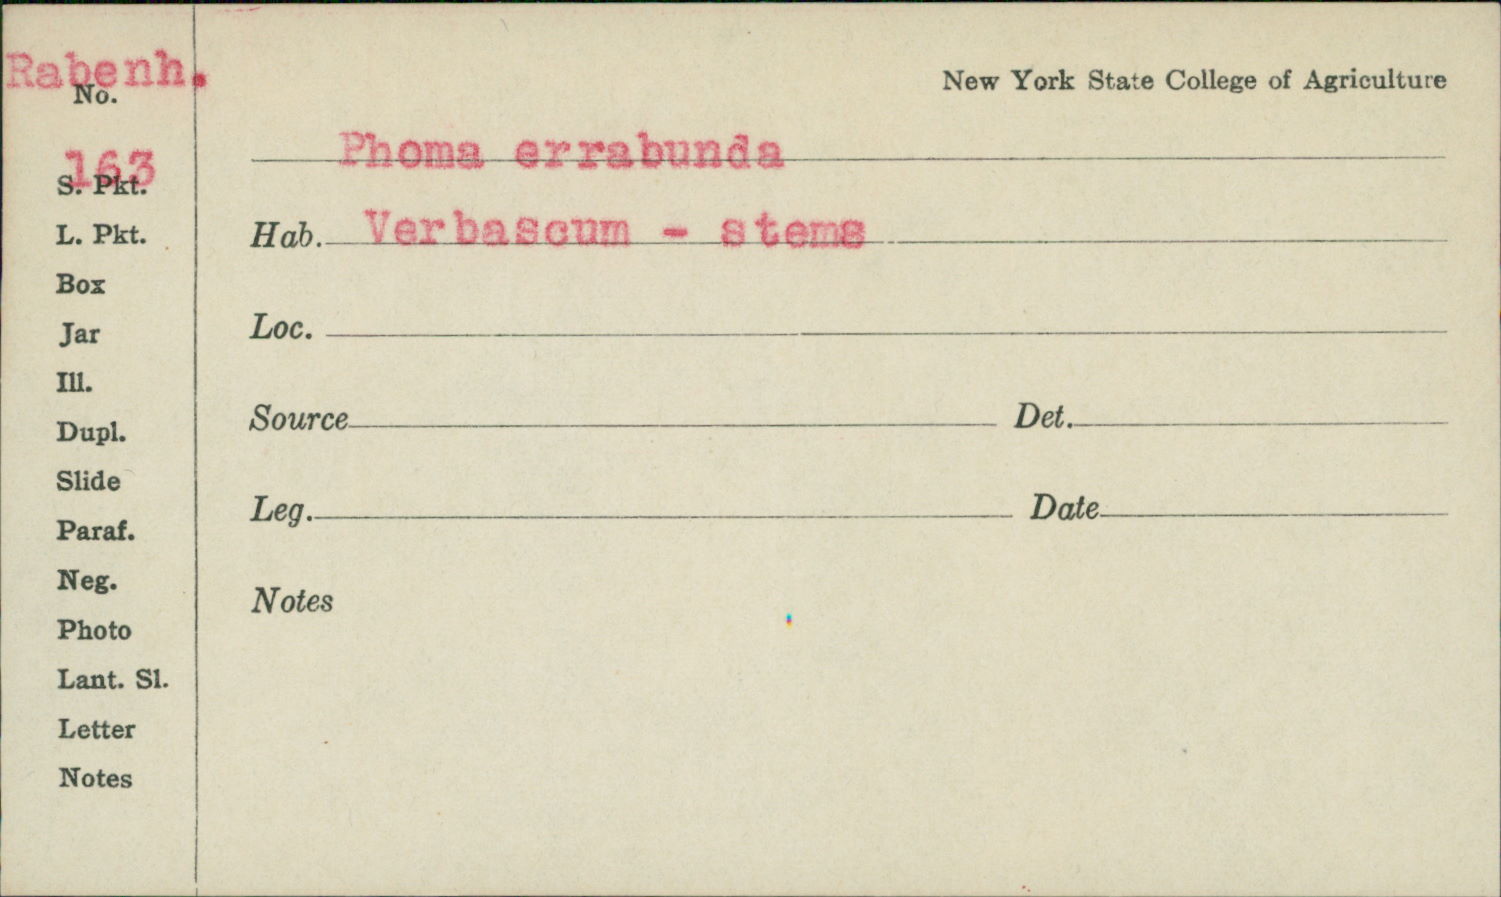 Rabenh.
No.
163
S. Pkt.
L. Pkt.
Box
Jar
Ill.
Dupl.
Slide
Paraf.
Neg.
Photo
Lant. Sl.
Letter
Notes
New York State College of Agriculture
Phoma errabunda
Hab. Verbascum - stems
Loc.
Source Det.
Leg. Date
Notes